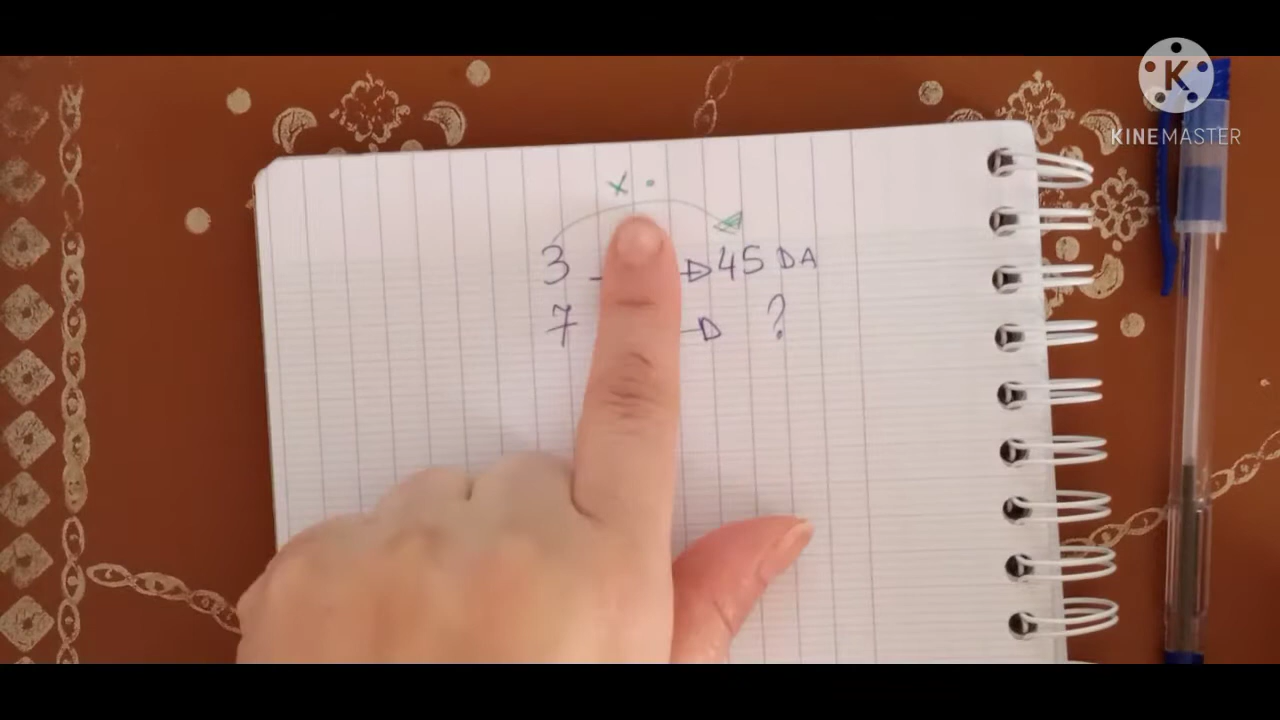 K
KINEMASTER
× .
3 → 45 DA
7 → ?